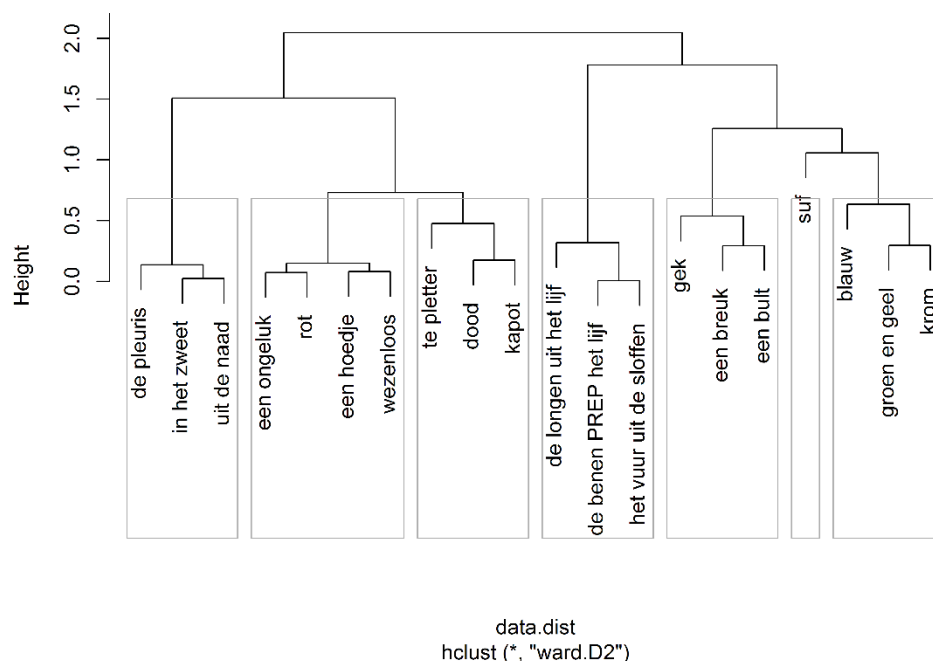 2.0
1.5
1.0
0.5
0.0
Height
de pleuris
in het zweet
uit de naad
een ongeluk
rot
een hoedje
wezenloos
te pletter
dood
kapot
de longen uit het lijf
de benen PREP het lijf
het vuur uit de sloffen
gek
een breuk
een bult
suf
blauw
groen en geel
krom
data.dist
hclust (*, "ward.D2")